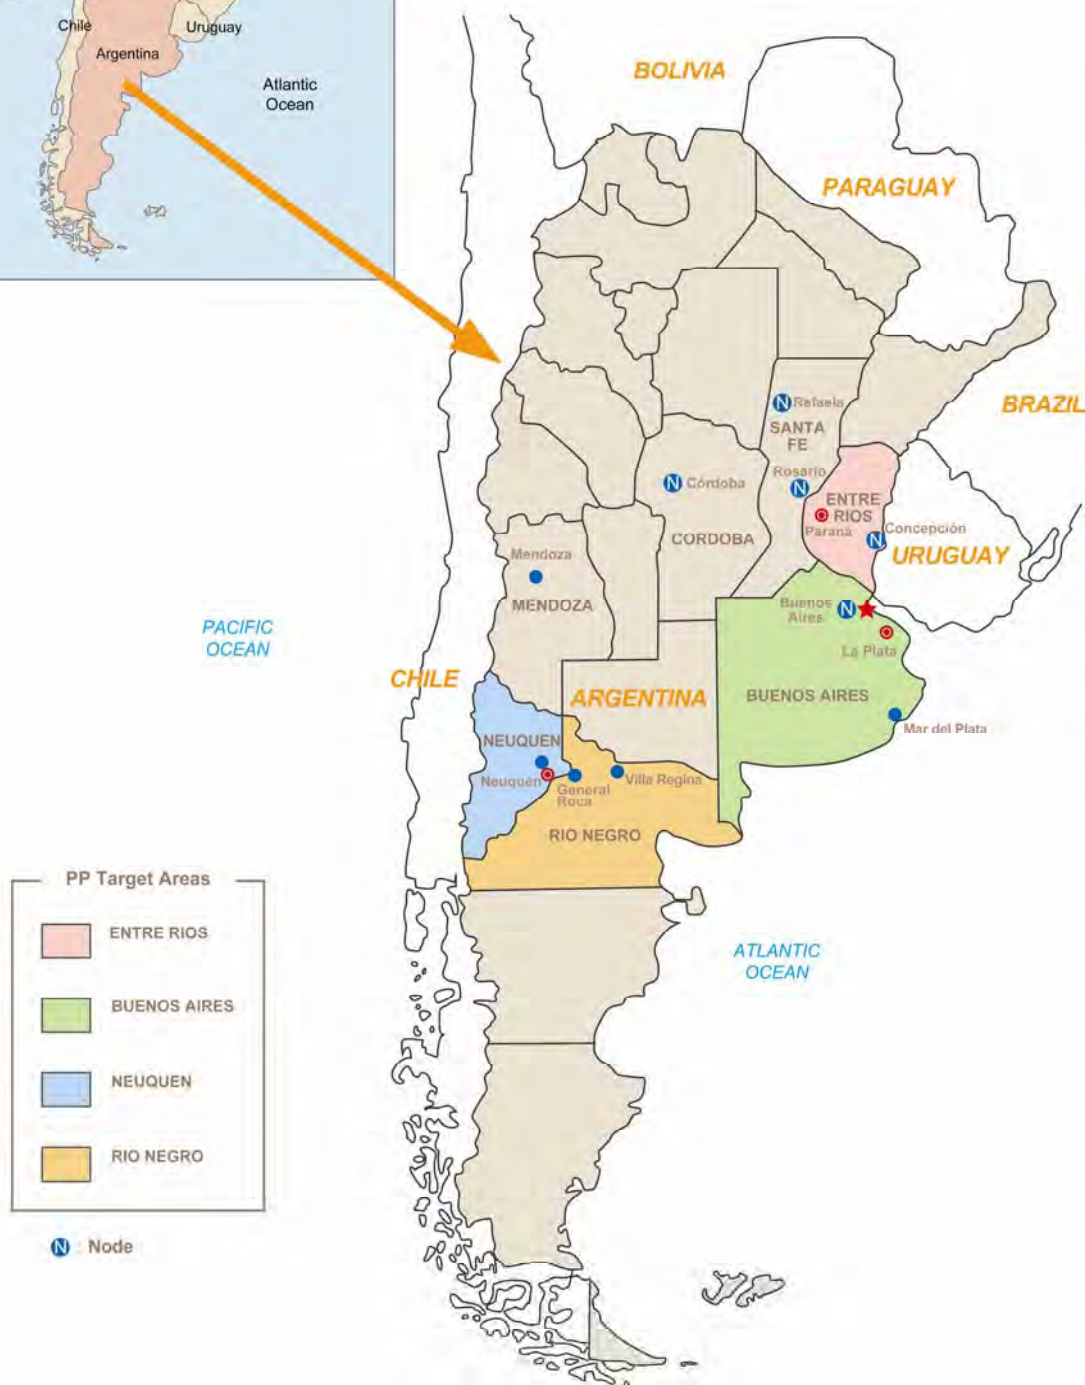 Chile
Uruguay
Argentina
Atlantic
Ocean
BOLIVIA
PARAGUAY
BRAZIL
N Rafaela
SANTA
FE
Rosario
N
N Córdoba
CORDOBA
ENTRE
RIOS
Paraná
Concepción
N
URUGUAY
Mendoza
MENDOZA
Buenos
Aires
N
La Plata
PACIFIC
OCEAN
CHILE
ARGENTINA
BUENOS AIRES
Mar del Plata
NEUQUEN
Neuquén
General
Roca
Villa Regina
RIO NEGRO
ATLANTIC
OCEAN
PP Target Areas
ENTRE RIOS
BUENOS AIRES
NEUQUEN
RIO NEGRO
N : Node